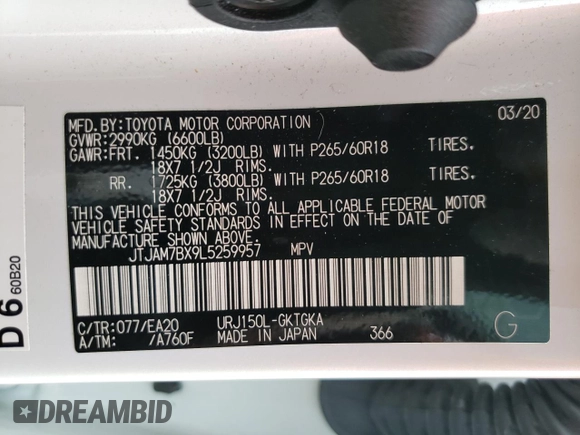 MFD.BY:TOYOTA MOTOR CORPORATION 03/20
GVWR:2990KG (6600LB)
GAWR:FRT. 1450KG (3200LB) WITH P265/60R18 TIRES.
18X7 1/2J RIMS.
RR. 1725KG (3800LB) WITH P265/60R18 TIRES.
18X7 1/2J RIMS.
THIS VEHICLE CONFORMS TO ALL APPLICABLE FEDERAL MOTOR
VEHICLE SAFETY STANDARDS IN EFFECT ON THE DATE OF
MANUFACTURE SHOWN ABOVE.
JTJAM7BX9L5259957 MPV
C/TR:077/EA20 URJ150L-GKTGKA
A/TM: /A760F MADE IN JAPAN 366
G
D 6
60B20
DREAMBID